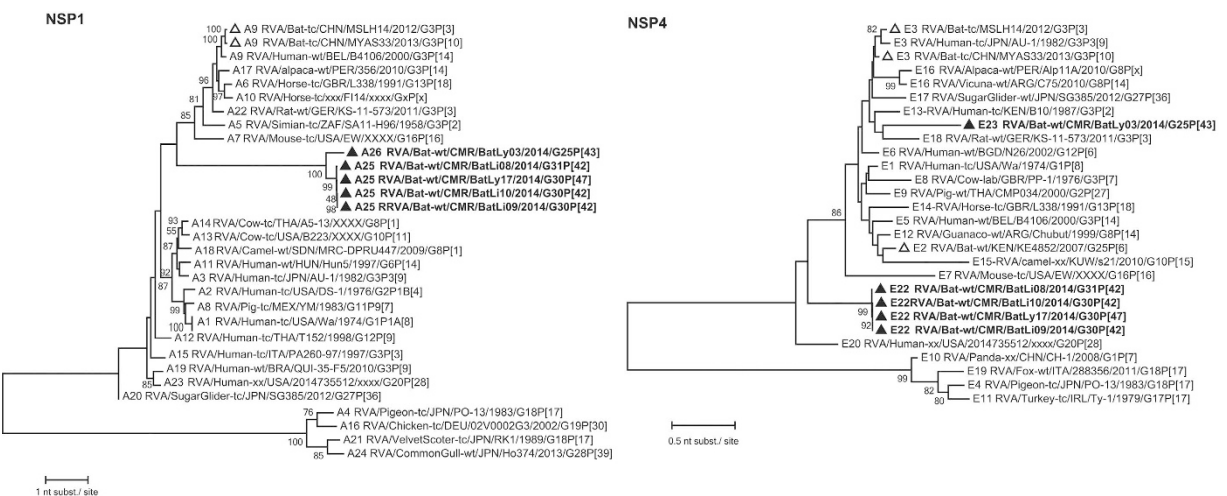 NSP1
100
A9 RVA/Bat-tc/CHN/MSLH14/2012/G3P[3]
100
A9 RVA/Bat-tc/CHN/MYAS33/2013/G3P[10]
A9 RVA/Human-wt/BEL/B4106/2000/G3P[14]
96
A17 RVA/alpaca-wt/PER/356/2010/G3P[14]
A6 RVA/Horse-tc/GBR/L338/1991/G13P[18]
97
A10 RVA/Horse-tc/xxx/FI14/xxxx/GxP[x]
81
A22 RVA/Rat-wt/GER/KS-11-573/2011/G3P[3]
85
A5 RVA/Simian-tc/ZAF/SA11-H96/1958/G3P[2]
A7 RVA/Mouse-tc/USA/EW/XXXX/G16P[16]
85
A26 RVA/Bat-wt/CMR/BatLy03/2014/G25P[43]
A25 RVA/Bat-wt/CMR/BatLi08/2014/G31P[42]
100
A25 RVA/Bat-wt/CMR/BatLy17/2014/G30P[47]
99
A25 RVA/Bat-wt/CMR/BatLi10/2014/G30P[42]
48
A25 RRVA/Bat-wt/CMR/BatLi09/2014/G30P[42]
98
93
A14 RVA/Cow-tc/THA/A5-13/XXXX/G8P[1]
55
A13 RVA/Cow-tc/USA/B223/XXXX/G10P[11]
87
A18 RVA/Camel-wt/SDN/MRC-DPRU447/2009/G8P[1]
A11 RVA/Human-wt/HUN/Hun5/1997/G6P[14]
92
A3 RVA/Human-tc/JPN/AU-1/1982/G3P3[9]
87
A2 RVA/Human-tc/USA/DS-1/1976/G2P1B[4]
99
A8 RVA/Pig-tc/MEX/YM/1983/G11P9[7]
100
A1 RVA/Human-tc/USA/Wa/1974/G1P1A[8]
A12 RVA/Human-tc/THA/T152/1998/G12P[9]
A15 RVA/Human-tc/ITA/PA260-97/1997/G3P[3]
A19 RVA/Human-wt/BRA/QUI-35-F5/2010/G3P[9]
85
A23 RVA/Human-xx/USA/2014735512/xxxx/G20P[28]
A20 RVA/SugarGlider-tc/JPN/SG385/2012/G27P[36]
76
A4 RVA/Pigeon-tc/JPN/PO-13/1983/G18P[17]
A16 RVA/Chicken-tc/DEU/02V0002G3/2002/G19P[30]
100
A21 RVA/VelvetScoter-tc/JPN/RK1/1989/G18P[17]
85
A24 RVA/CommonGull-wt/JPN/Ho374/2013/G28P[39]
1 nt subst./ site
NSP4
82
E3 RVA/Bat-tc/MSLH14/2012/G3P[3]
E3 RVA/Human-tc/JPN/AU-1/1982/G3P3[9]
E3 RVA/Bat-tc/CHN/MYAS33/2013/G3P[10]
E16 RVA/Alpaca-wt/PER/Alp11A/2010/G8P[x]
99
E16 RVA/Vicuna-wt/ARG/C75/2010/G8P[14]
E17 RVA/SugarGlider-wt/JPN/SG385/2012/G27P[36]
E13-RVA/Human-tc/KEN/B10/1987/G3P[2]
E23 RVA/Bat-wt/CMR/BatLy03/2014/G25P[43]
E18 RVA/Rat-wt/GER/KS-11-573/2011/G3P[3]
E6 RVA/Human-wt/BGD/N26/2002/G12P[6]
E1 RVA/Human-tc/USA/Wa/1974/G1P[8]
E8 RVA/Cow-lab/GBR/PP-1/1976/G3P[7]
E9 RVA/Pig-wt/THA/CMP034/2000/G2P[27]
E14-RVA/Horse-RTC/GBR/L338/1991/G13P[18]
86
E5 RVA/Human-wt/BEL/B4106/2000/G3P[14]
E12 RVA/Guanaco-wt/ARG/Chubut/1999/G8P[14]
E2 RVA/Bat-wt/KEN/KE4852/2007/G25P[6]
E15-RVA/camel-xx/KUW/s21/2010/G10P[15]
E7 RVA/Mouse-tc/USA/EW/XXXX/G16P[16]
E22 RVA/Bat-wt/CMR/BatLi08/2014/G31P[42]
E22RVA/Bat-wt/CMR/BatLi10/2014/G30P[42]
99
E22 RVA/Bat-wt/CMR/BatLy17/2014/G30P[47]
92
E22 RVA/Bat-wt/CMR/BatLi09/2014/G30P[42]
E20 RVA/Human-xx/USA/2014735512/xxxx/G20P[28]
E10 RVA/Panda-xx/CHN/CH-1/2008/G1P[7]
99
E19 RVA/Fox-wt/ITA/288356/2011/G18P[17]
82
E4 RVA/Pigeon-tc/JPN/PO-13/1983/G18P[17]
80
E11 RVA/Turkey-tc/IRL/Ty-1/1979/G17P[17]
0.5 nt subst./ site